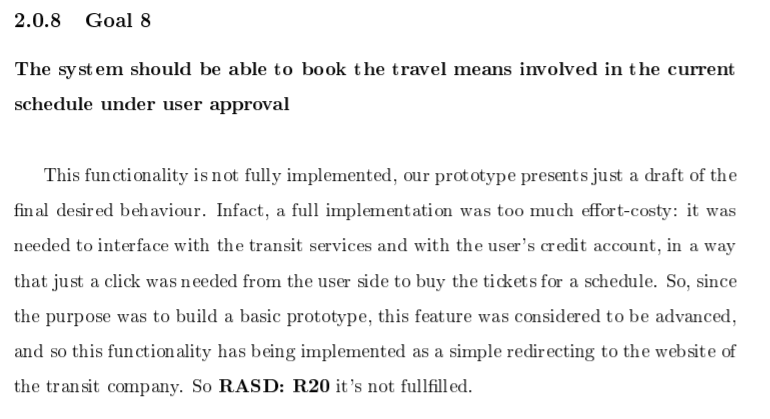 2.0.8 Goal 8
The system should be able to book the travel means involved in the current
schedule under user approval
This functionality is not fully implemented, our prototype presents just a draft of the
final desired behaviour. Infact, a full implementation was too much effort-costy: it was
needed to interface with the transit services and with the user's credit account, in a way
that just a click was needed from the user side to buy the tickets for a schedule. So, since
the purpose was to build a basic prototype, this feature was considered to be advanced,
and so this functionality has being implemented as a simple redirecting to the website of
the transit company. So RASD: R20 it's not fullfilled.